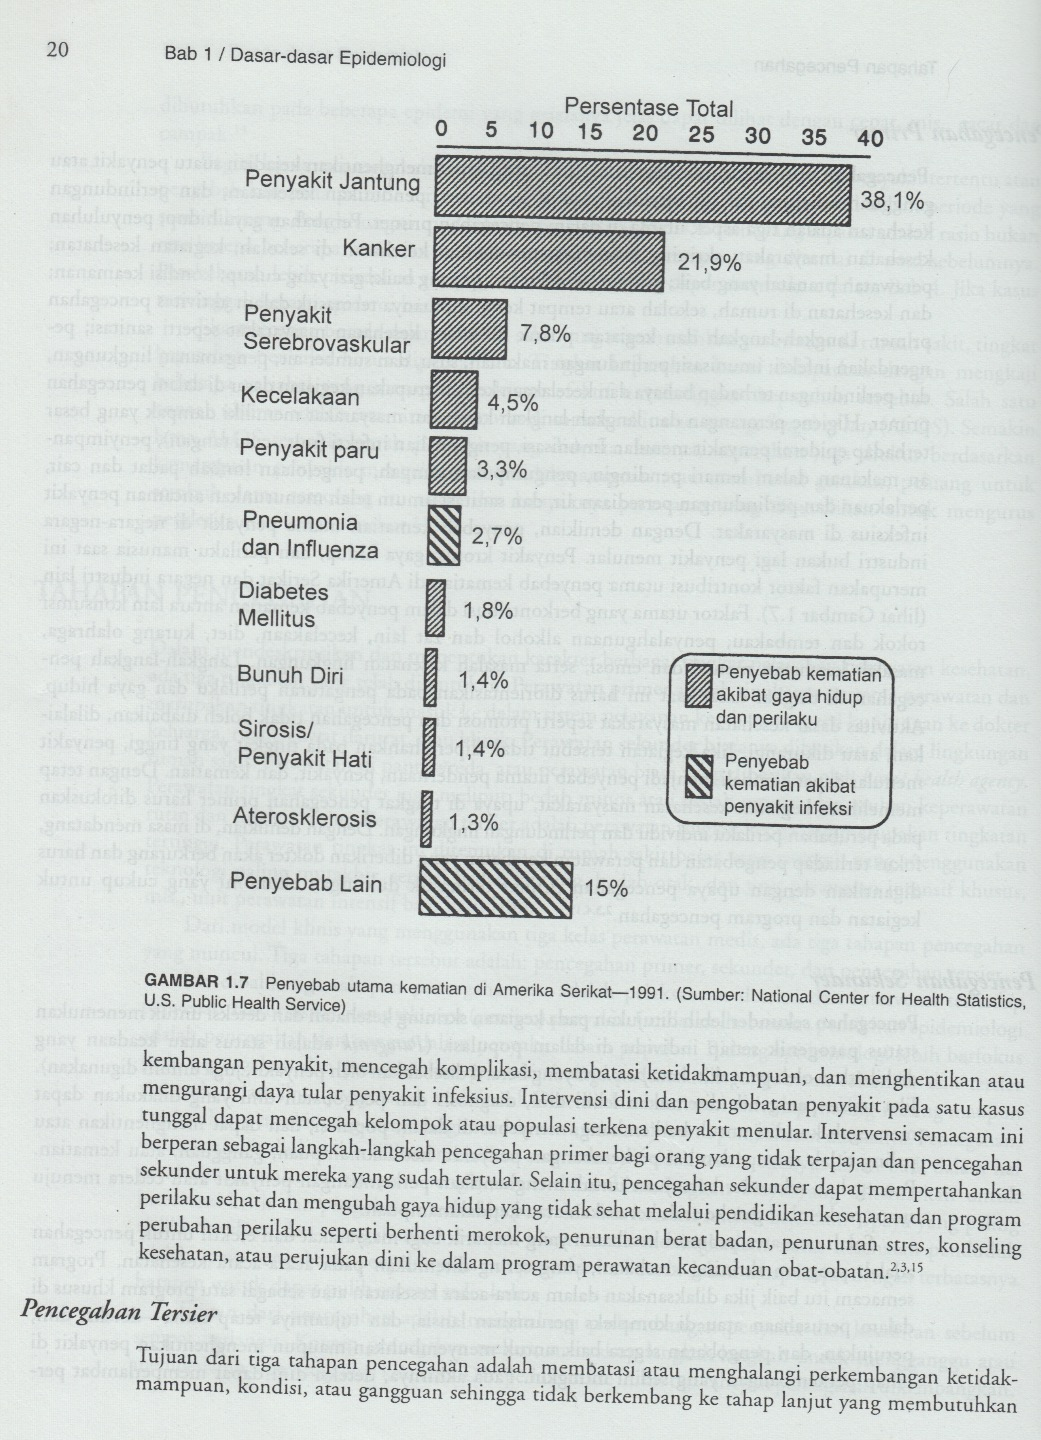 20
Bab 1 / Dasar-dasar Epidemiologi
Persentase Total
0 5 10 15 20 25 30 35 40
Penyakit Jantung 38,1%
Kanker 21,9%
Penyakit
Serebrovaskular 7,8%
Kecelakaan 4,5%
Penyakit paru 3,3%
Pneumonia
dan Influenza 2,7%
Diabetes
Mellitus 1,8%
Bunuh Diri 1,4%
Sirosis/
Penyakit Hati 1,4%
Aterosklerosis 1,3%
Penyebab Lain 15%
Penyebab kematian
akibat gaya hidup
dan perilaku
Penyebab
kematian akibat
penyakit infeksi
GAMBAR 1.7 Penyebab utama kematian di Amerika Serikat—1991. (Sumber: National Center for Health Statistics,
U.S. Public Health Service)
kembangan penyakit, mencegah komplikasi, membatasi ketidakmampuan, dan menghentikan atau
mengurangi daya tular penyakit infeksius. Intervensi dini dan pengobatan penyakit pada satu kasus
tunggal dapat mencegah kelompok atau populasi terkena penyakit menular. Intervensi semacam ini
berperan sebagai langkah-langkah pencegahan primer bagi orang yang tidak terpajan dan pencegahan
sekunder untuk mereka yang sudah tertular. Selain itu, pencegahan sekunder dapat mempertahankan
perilaku sehat dan mengubah gaya hidup yang tidak sehat melalui pendidikan kesehatan dan program
perubahan perilaku seperti berhenti merokok, penurunan berat badan, penurunan stres, konseling
kesehatan, atau perujukan dini ke dalam program perawatan kecanduan obat-obatan.2,3,15
Pencegahan Tersier
Tujuan dari tiga tahapan pencegahan adalah membatasi atau menghalangi perkembangan ketidak-
mampuan, kondisi, atau gangguan sehingga tidak berkembang ke tahap lanjut yang membutuhkan